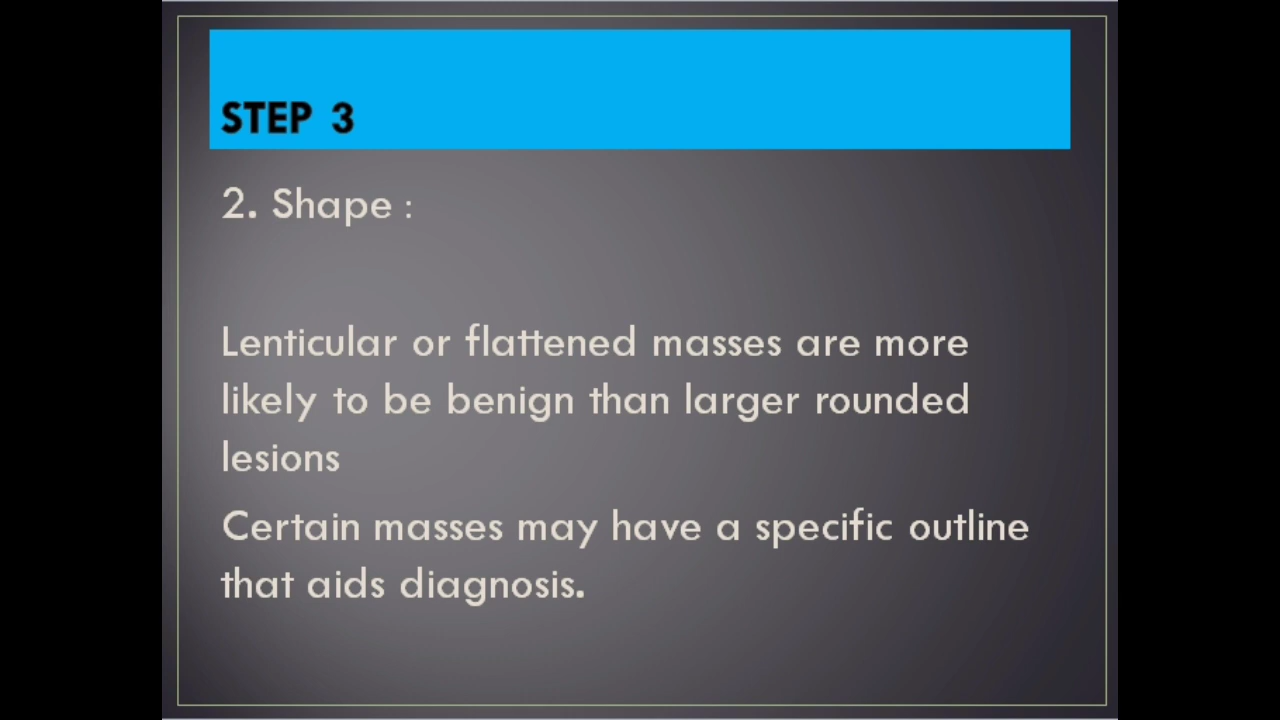 STEP 3
2. Shape :
Lenticular or flattened masses are more
likely to be benign than larger rounded
lesions
Certain masses may have a specific outline
that aids diagnosis.